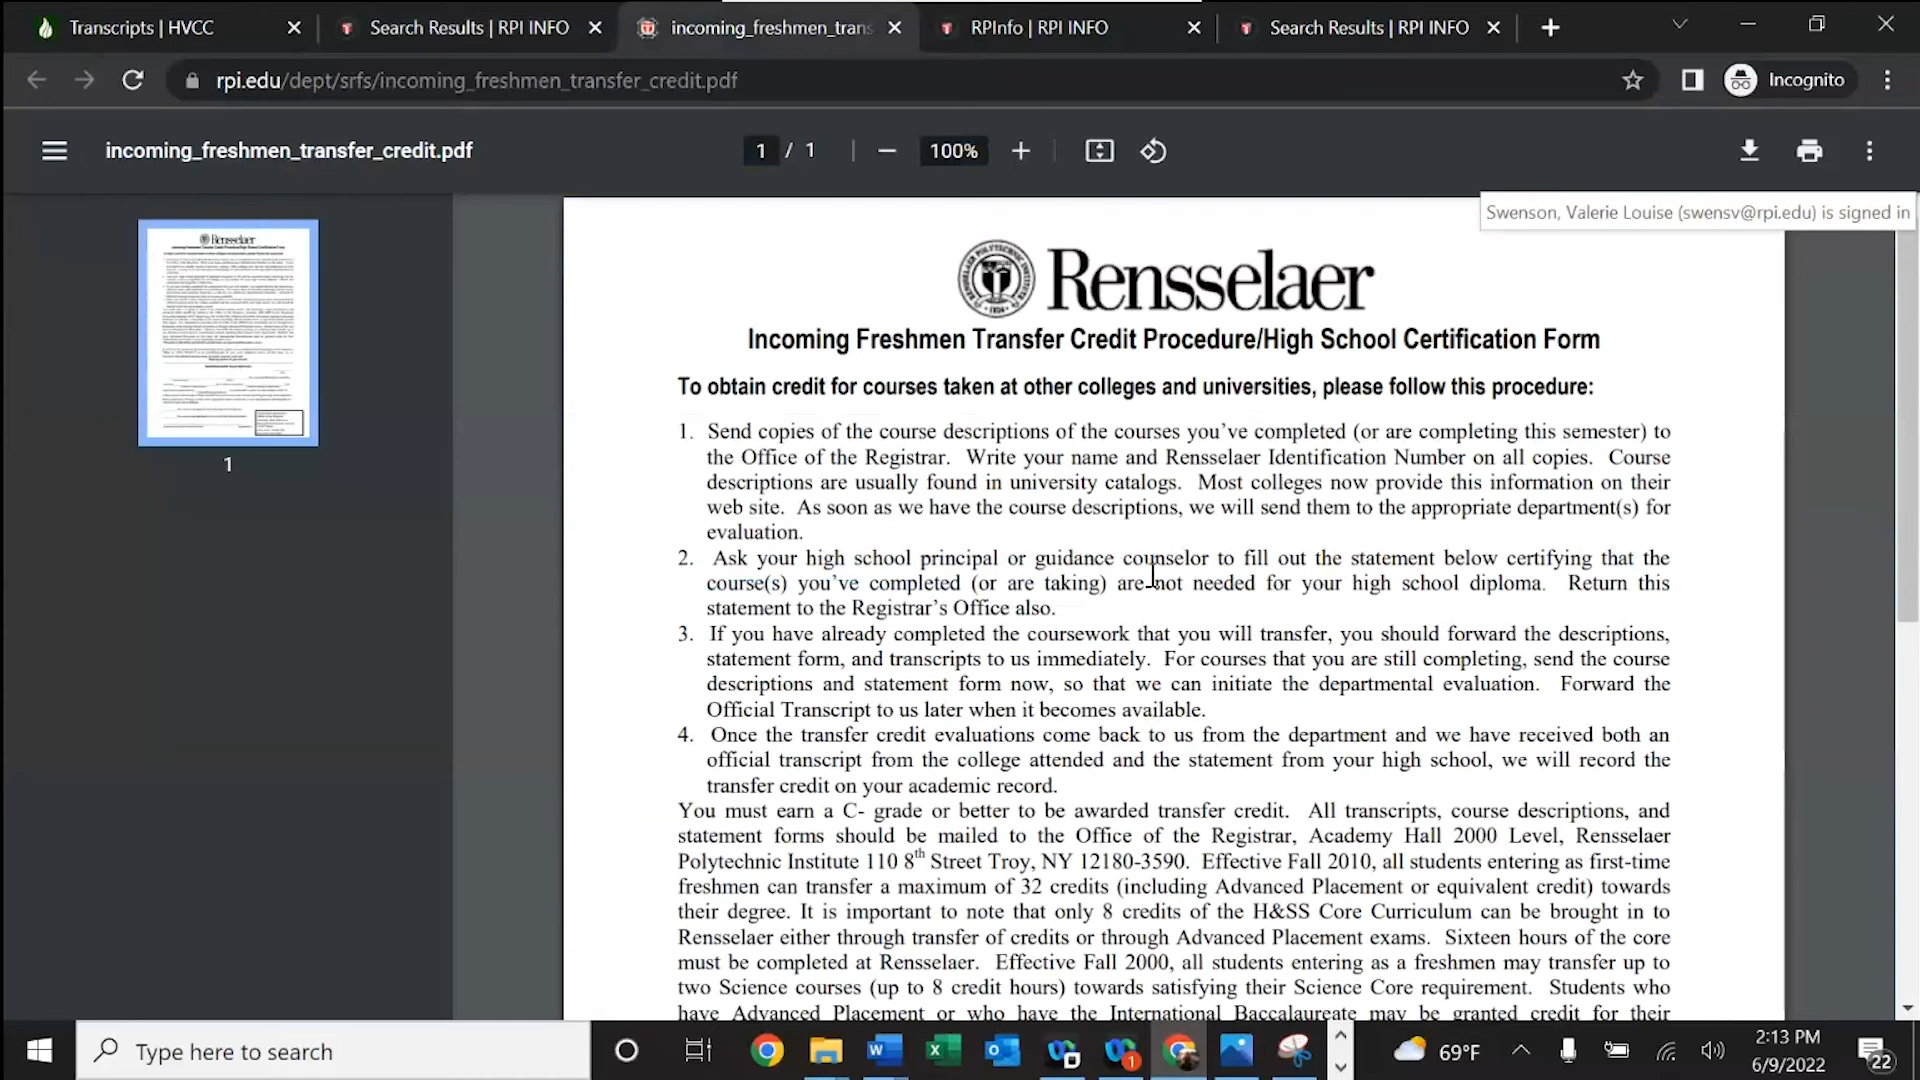 Transcripts | HVCC
Search Results | RPI INFO
incoming_freshmen_trans
RPInfo | RPI INFO
Search Results | RPI INFO
rpi.edu/dept/srfs/incoming_freshmen_transfer_credit.pdf
Incognito
incoming_freshmen_transfer_credit.pdf
1 / 1
100%
Swenson, Valerie Louise (swensv@rpi.edu) is signed in
Rensselaer
1
Rensselaer
Incoming Freshmen Transfer Credit Procedure/High School Certification Form
To obtain credit for courses taken at other colleges and universities, please follow this procedure:
1. Send copies of the course descriptions of the courses you've completed (or are completing this semester) to
the Office of the Registrar. Write your name and Rensselaer Identification Number on all copies. Course
descriptions are usually found in university catalogs. Most colleges now provide this information on their
web site. As soon as we have the course descriptions, we will send them to the appropriate department(s) for
evaluation.
2. Ask your high school principal or guidance counselor to fill out the statement below certifying that the
course(s) you've completed (or are taking) are not needed for your high school diploma. Return this
statement to the Registrar's Office also.
3. If you have already completed the coursework that you will transfer, you should forward the descriptions,
statement form, and transcripts to us immediately. For courses that you are still completing, send the course
descriptions and statement form now, so that we can initiate the departmental evaluation. Forward the
Official Transcript to us later when it becomes available.
4. Once the transfer credit evaluations come back to us from the department and we have received both an
official transcript from the college attended and the statement from your high school, we will record the
transfer credit on your academic record.
You must earn a C- grade or better to be awarded transfer credit. All transcripts, course descriptions, and
statement forms should be mailed to the Office of the Registrar, Academy Hall 2000 Level, Rensselaer
Polytechnic Institute 110 8th Street Troy, NY 12180-3590. Effective Fall 2010, all students entering as first-time
freshmen can transfer a maximum of 32 credits (including Advanced Placement or equivalent credit) towards
their degree. It is important to note that only 8 credits of the H&SS Core Curriculum can be brought in to
Rensselaer either through transfer of credits or through Advanced Placement exams. Sixteen hours of the core
must be completed at Rensselaer. Effective Fall 2000, all students entering as a freshmen may transfer up to
two Science courses (up to 8 credit hours) towards satisfying their Science Core requirement. Students who
have Advanced Placement or who have the International Baccalaureate may be granted credit for their
Type here to search
1
69°F
2:13 PM
6/9/2022
22